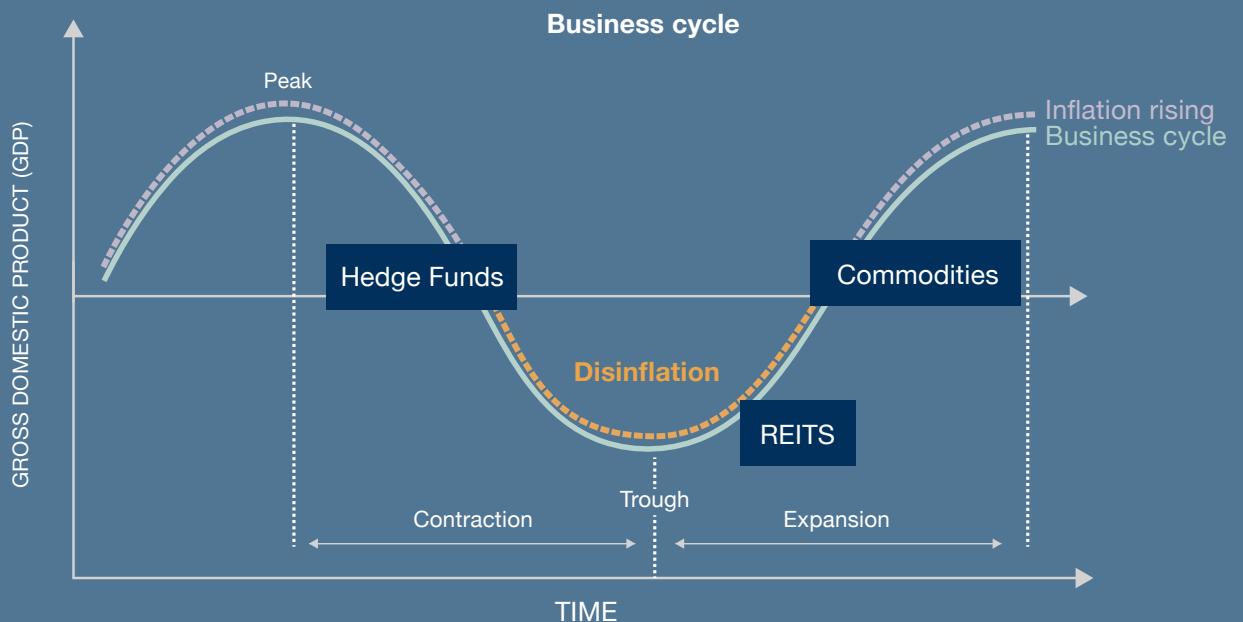 Business cycle
Peak
Inflation rising
Business cycle
GROSS DOMESTIC PRODUCT (GDP)
Hedge Funds
Commodities
Disinflation
REITS
Trough
Contraction
Expansion
TIME